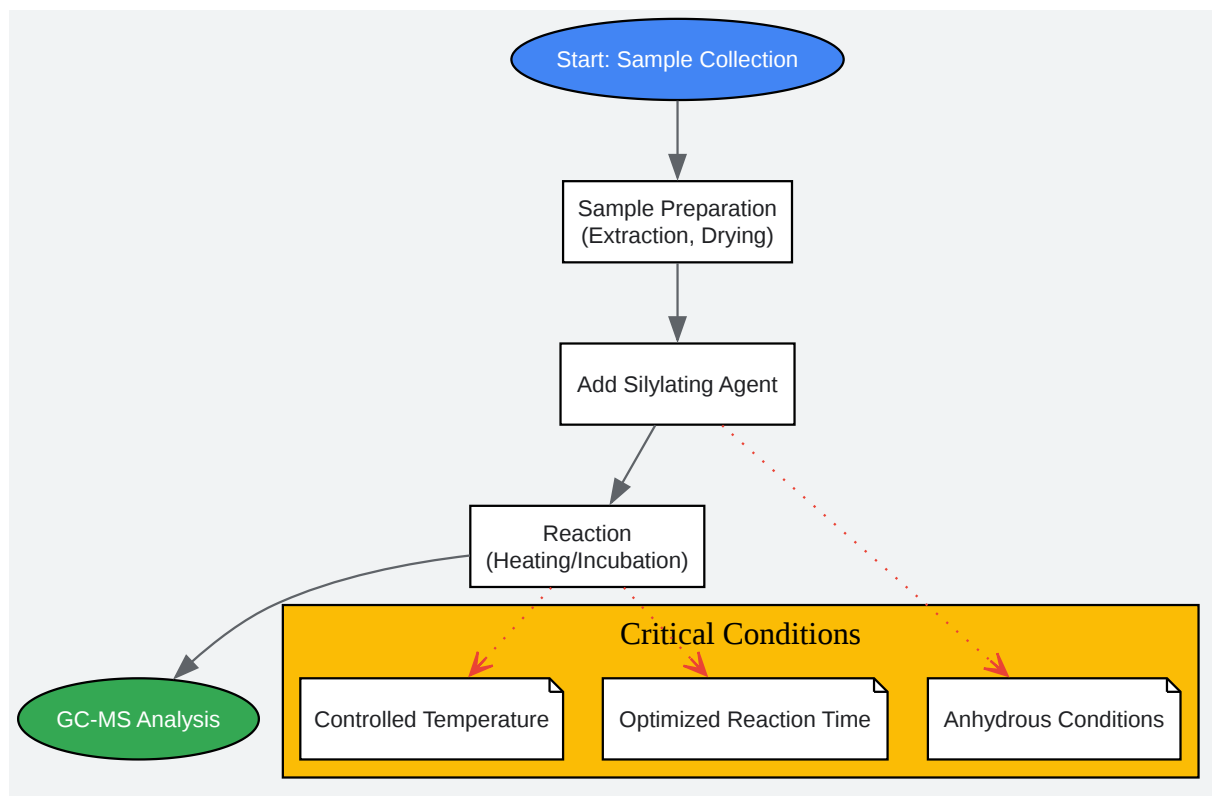 Start: Sample Collection
Sample Preparation
(Extraction, Drying)
Add Silylating Agent
Reaction
(Heating/Incubation)
Critical Conditions
GC-MS Analysis
Controlled Temperature
Optimized Reaction Time
Anhydrous Conditions